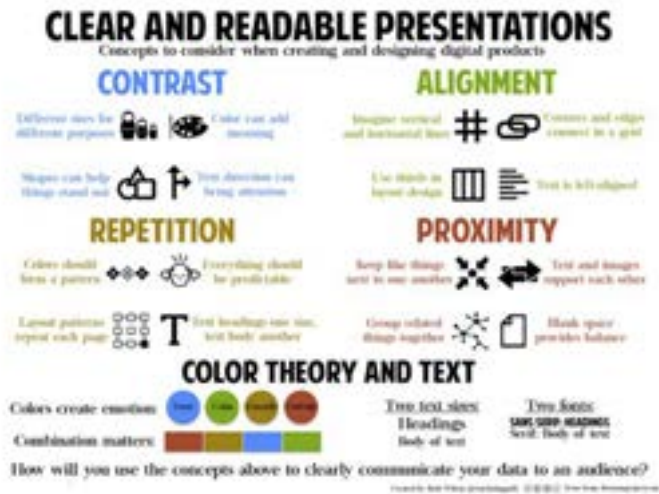 CLEAR AND READABLE PRESENTATIONS
Concepts to consider when creating and designing digital products
CONTRAST
Different sizes for
different purposes
Color can add
meaning
Shapes can help
things stand out
Text direction can
bring attention
ALIGNMENT
Imagine vertical
and horizontal lines
Corners and edges
connect in a grid
Use thirds in
layout design
Text is left-aligned
REPETITION
Colors should
form a pattern
Everything should
be predictable
Layout patterns
repeat each page
Text headings one size,
text body another
PROXIMITY
Keep like things
next to one another
Text and images
support each other
Group related
things together
Blank space
provides balance
COLOR THEORY AND TEXT
Colors create emotion:
Combination matters:
Two text sizes:
Headings
Body of text
Two fonts:
SANS SERIF: HEADINGS
Serif: Body of text
How will you use the concepts above to clearly communicate your data to an audience?